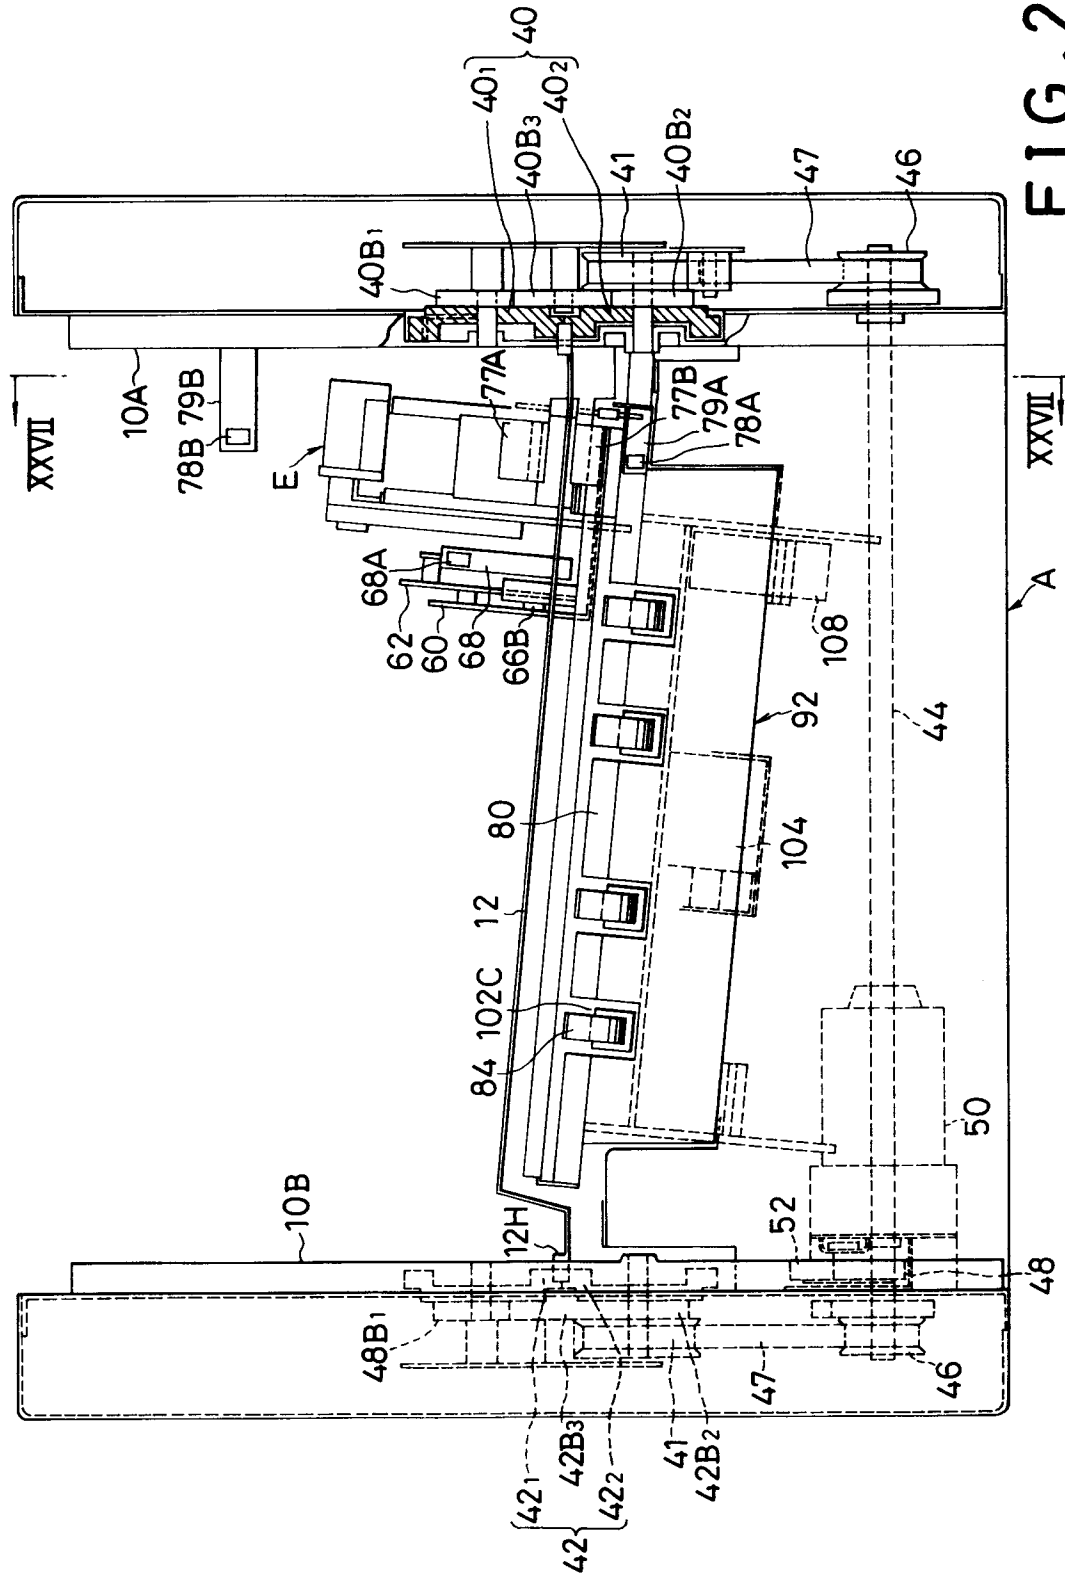 FIG. 2
40
40₁
40₂
40B₃
41
40B₂
47
46
40B₁
10A
XXVII
79B
78B
E
77A
77B
79A
78A
XXVII
68A
62
60
68
66B
108
A
92
44
12
80
104
102C
84
50
10B
12H
52
48
48B₁
42
42₁
42₂
42B₃
41
42B₂
47
46